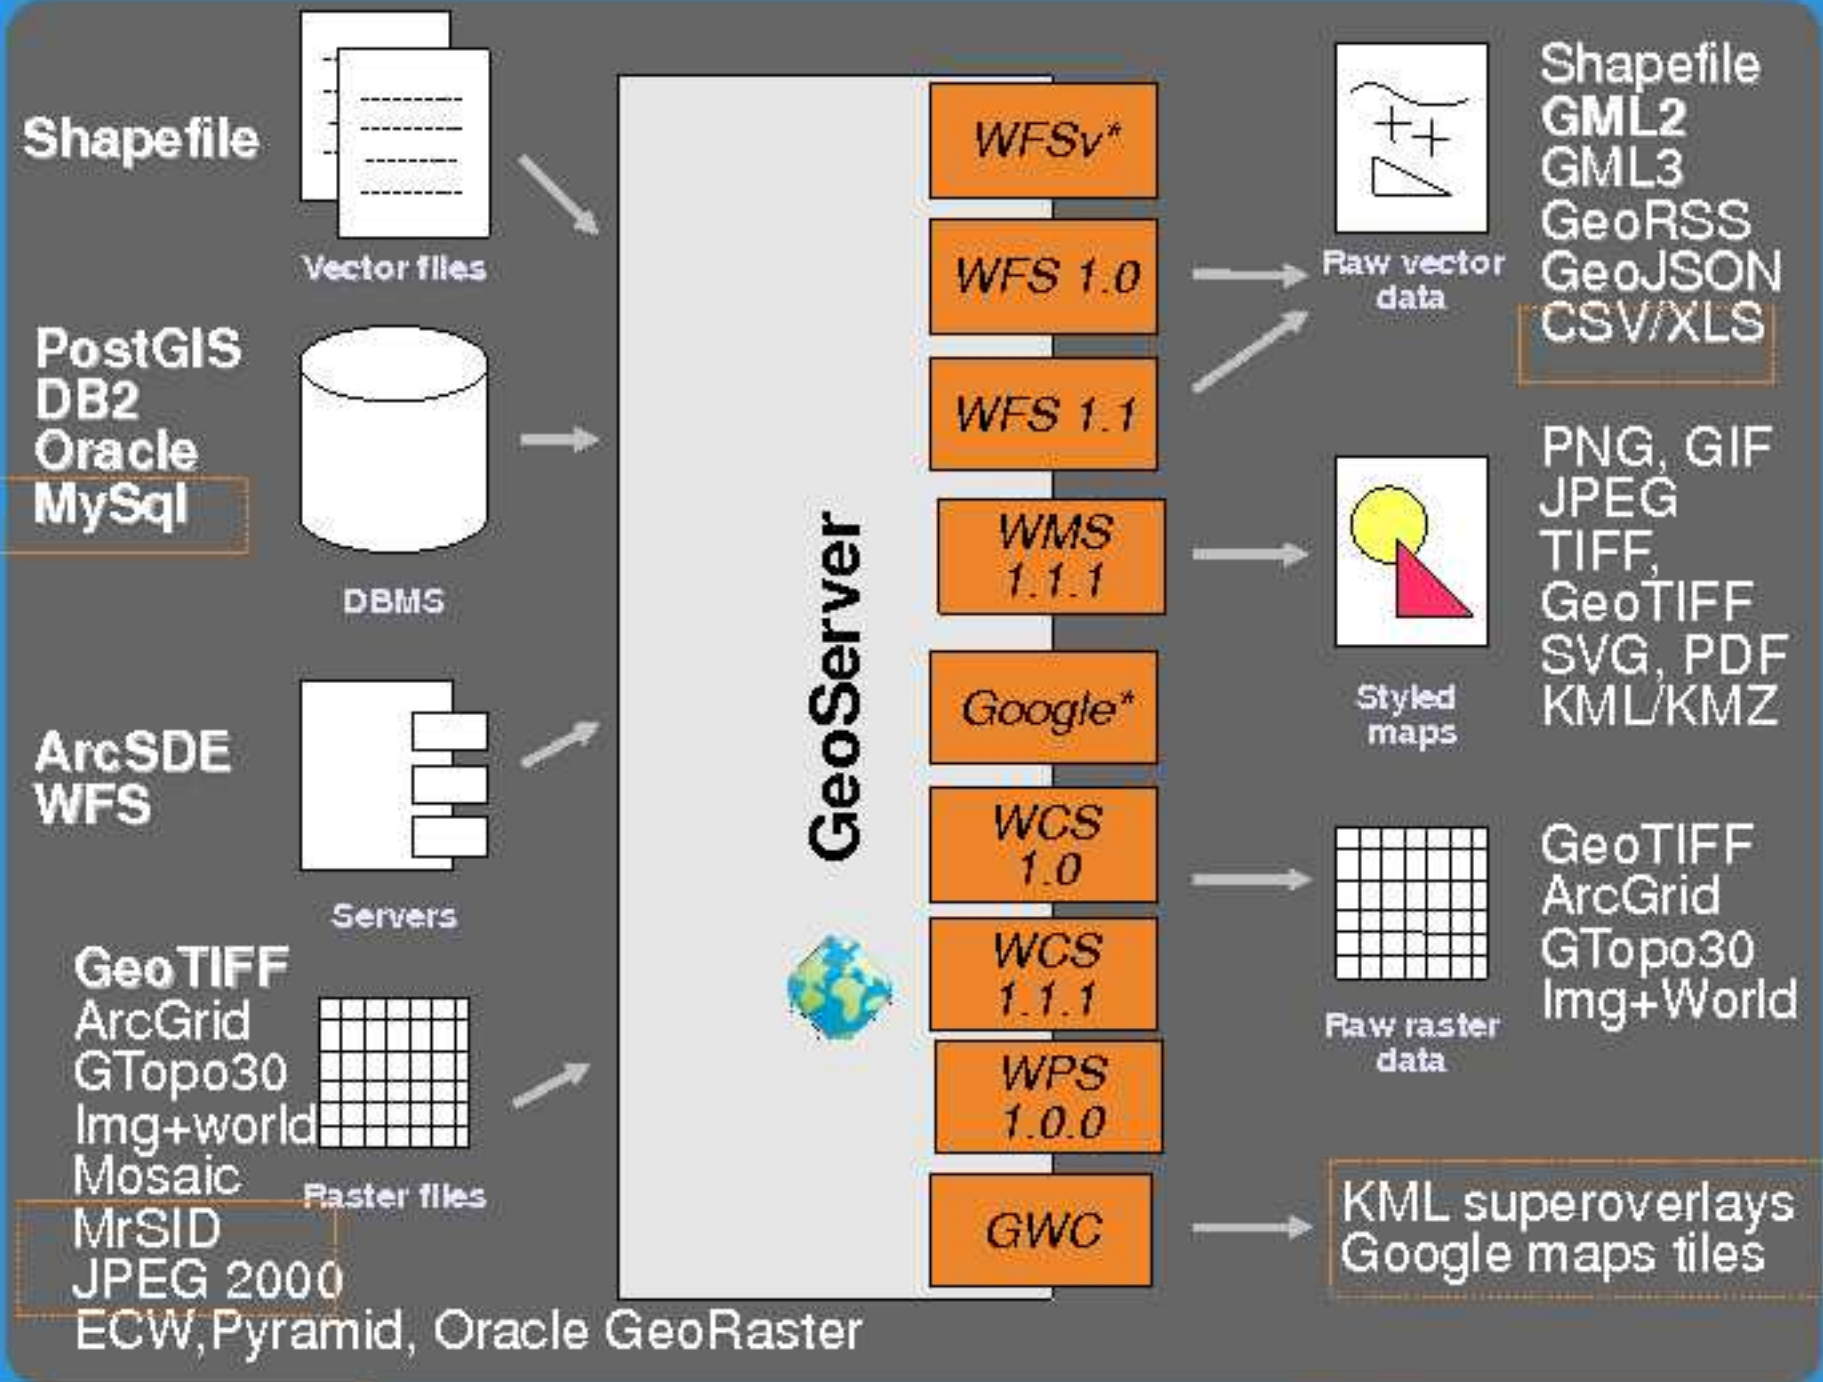 Shapefile
Vector files
PostGIS
DB2
Oracle
MySql
DBMS
ArcSDE
WFS
Servers
GeoTIFF
ArcGrid
GTopo30
Img+world
Mosaic
MrSID
JPEG 2000
ECW,Pyramid, Oracle GeoRaster
Raster files
GeoServer
WFSv*
WFS 1.0
WFS 1.1
WMS
1.1.1
Google*
WCS
1.0
WCS
1.1.1
WPS
1.0.0
GWC
Raw vector
data
Shapefile
GML2
GML3
GeoRSS
GeoJSON
CSV/XLS
Styled
maps
PNG, GIF
JPEG
TIFF,
GeoTIFF
SVG, PDF
KML/KMZ
Raw raster
data
GeoTIFF
ArcGrid
GTopo30
Img+World
KML superoverlays
Google maps tiles